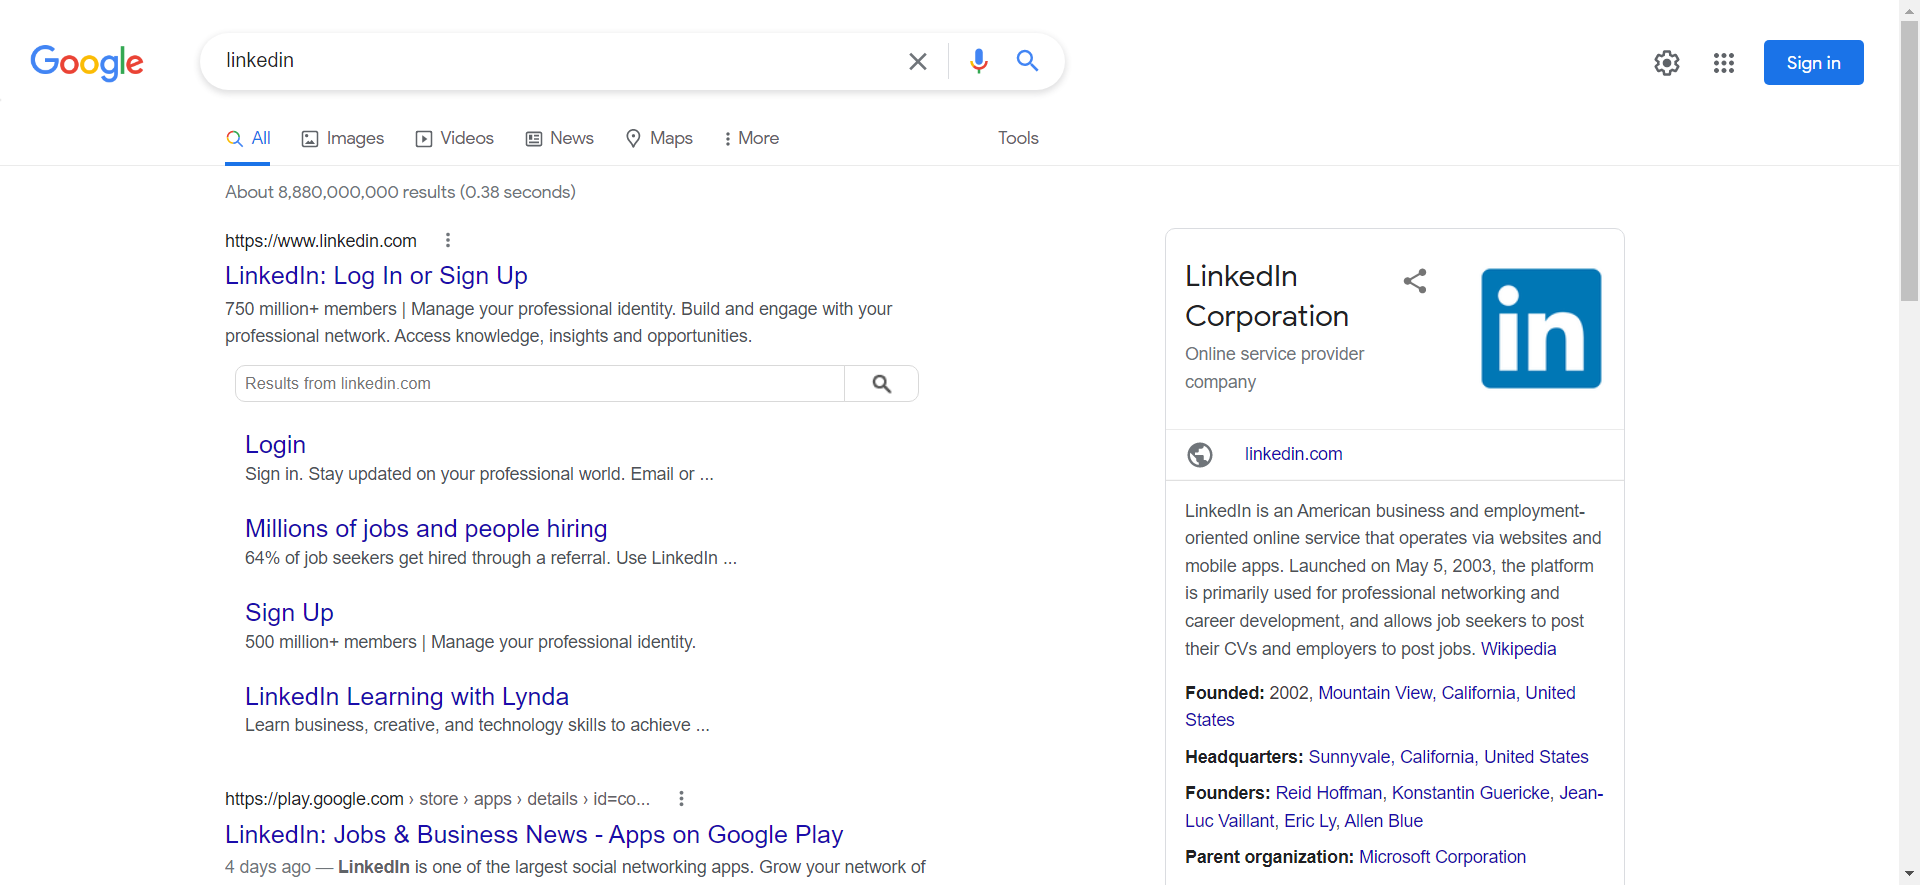 Google
linkedin
Sign in
All
Images
Videos
News
Maps
More
Tools
About 8,880,000,000 results (0.38 seconds)
https://www.linkedin.com
LinkedIn: Log In or Sign Up
750 million+ members | Manage your professional identity. Build and engage with your
professional network. Access knowledge, insights and opportunities.
Results from linkedin.com
Login
Sign in. Stay updated on your professional world. Email or ...
Millions of jobs and people hiring
64% of job seekers get hired through a referral. Use LinkedIn ...
Sign Up
500 million+ members | Manage your professional identity.
LinkedIn Learning with Lynda
Learn business, creative, and technology skills to achieve ...
https://play.google.com › store › apps › details › id=co...
LinkedIn: Jobs & Business News - Apps on Google Play
4 days ago — LinkedIn is one of the largest social networking apps. Grow your network of
LinkedIn
Corporation
Online service provider
company
in
linkedin.com
LinkedIn is an American business and employment-
oriented online service that operates via websites and
mobile apps. Launched on May 5, 2003, the platform
is primarily used for professional networking and
career development, and allows job seekers to post
their CVs and employers to post jobs. Wikipedia
Founded: 2002, Mountain View, California, United
States
Headquarters: Sunnyvale, California, United States
Founders: Reid Hoffman, Konstantin Guericke, Jean-
Luc Vaillant, Eric Ly, Allen Blue
Parent organization: Microsoft Corporation